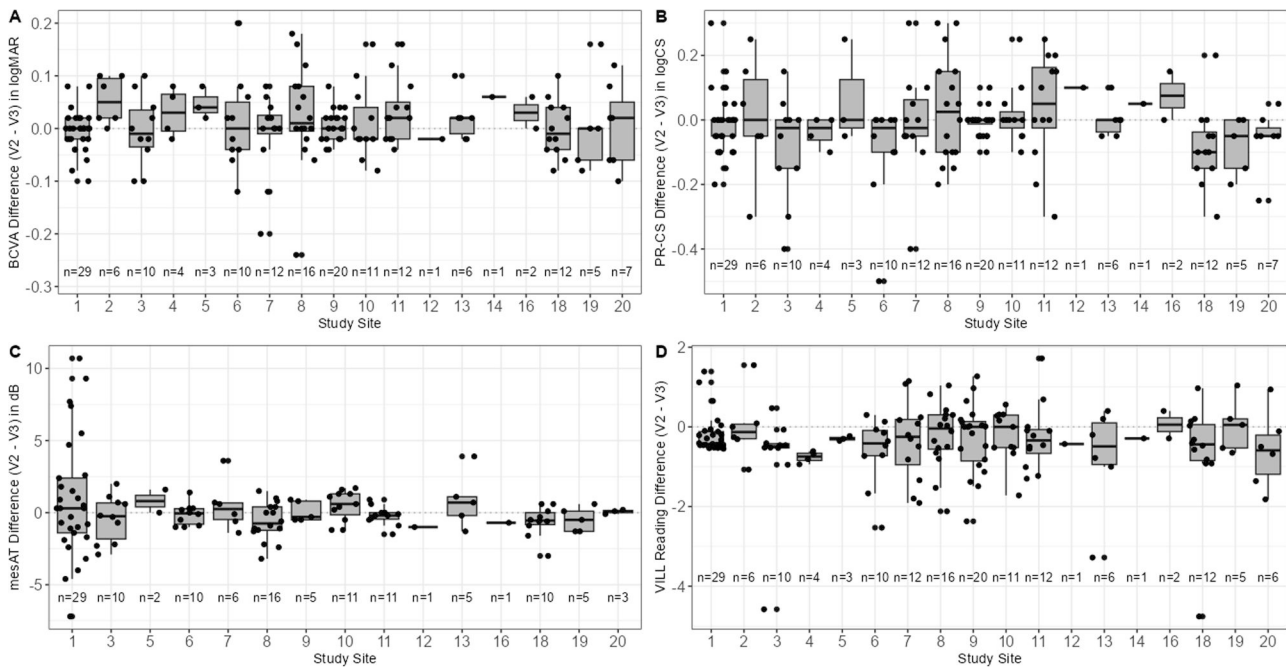 A
BCVA Difference (V2 - V3) in logMAR
0.2
0.1
0.0
-0.1
-0.2
-0.3
n=29 n=6 n=10 n=4 n=3 n=10 n=12 n=16 n=20 n=11 n=12 n=1 n=6 n=1 n=2 n=12 n=5 n=7
1 2 3 4 5 6 7 8 9 10 11 12 13 14 16 18 19 20
Study Site
B
PR-CS Difference (V2 - V3) in logCS
0.2
0.0
-0.2
-0.4
n=29 n=6 n=10 n=4 n=3 n=10 n=12 n=16 n=20 n=11 n=12 n=1 n=6 n=1 n=2 n=12 n=5 n=7
1 2 3 4 5 6 7 8 9 10 11 12 13 14 16 18 19 20
Study Site
C
mesAT Difference (V2 - V3) in dB
10
5
0
-5
n=29 n=10 n=2 n=10 n=6 n=16 n=5 n=11 n=11 n=1 n=5 n=1 n=10 n=5 n=3
1 3 5 6 7 8 9 10 11 12 13 16 18 19 20
Study Site
D
VILL Reading Difference (V2 - V3)
2
0
-2
-4
n=29 n=6 n=10 n=4 n=3 n=10 n=12 n=16 n=20 n=11 n=12 n=1 n=6 n=1 n=2 n=12 n=5 n=6
1 2 3 4 5 6 7 8 9 10 11 12 13 14 16 18 19 20
Study Site